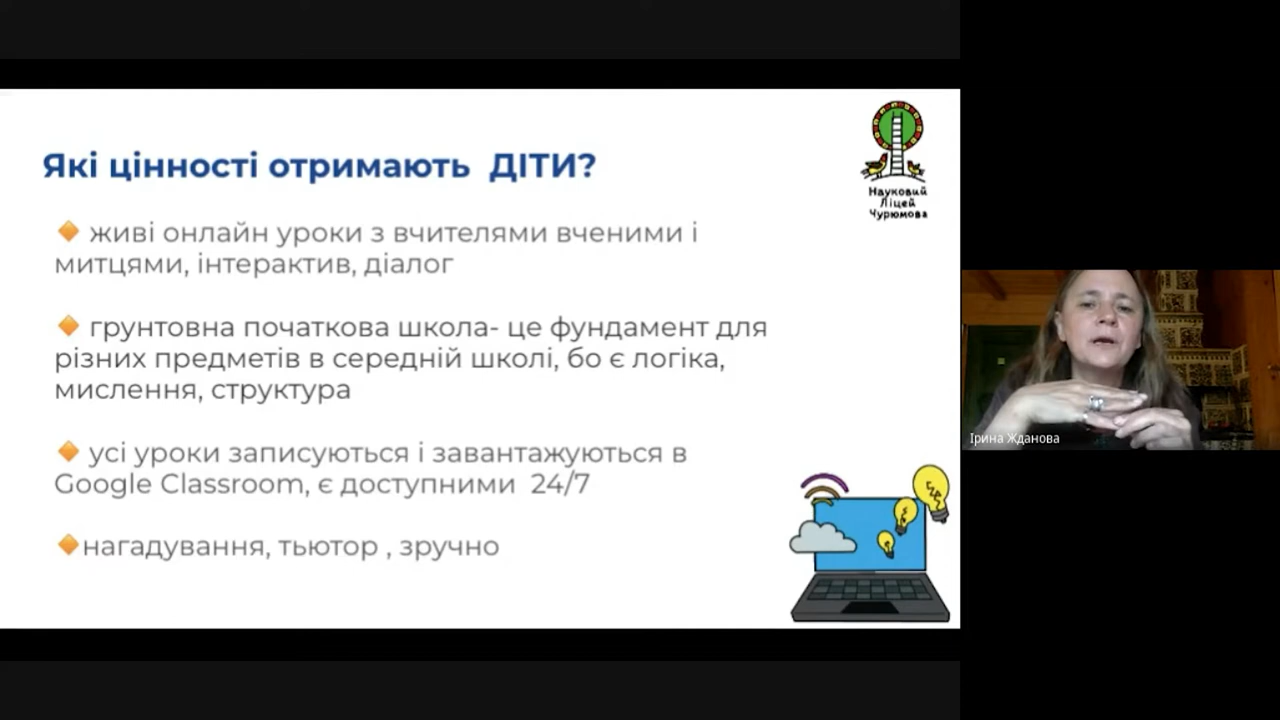 Які цінності отримають ДІТИ?
Науковий
Ліцей
Чурюмова
🔸 живі онлайн уроки з вчителями вченими і
митцями, інтерактив, діалог
🔸 грунтовна початкова школа- це фундамент для
різних предметів в середній школі, бо є логіка,
мислення, структура
🔸 усі уроки записуються і завантажуються в
Google Classroom, є доступними 24/7
🔸нагадування, тьютор , зручно
Ірина Жданова